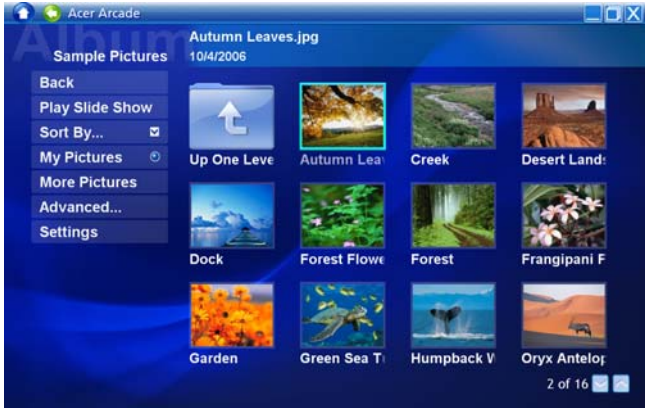 Acer Arcade
Album
Autumn Leaves.jpg
10/4/2006
Sample Pictures
Back
Play Slide Show
Sort By...
My Pictures
More Pictures
Advanced...
Settings
Up One Leve
Autumn Leav
Creek
Desert Lands
Dock
Forest Flowe
Forest
Frangipani F
Garden
Green Sea T
Humpback W
Oryx Antelop
2 of 16